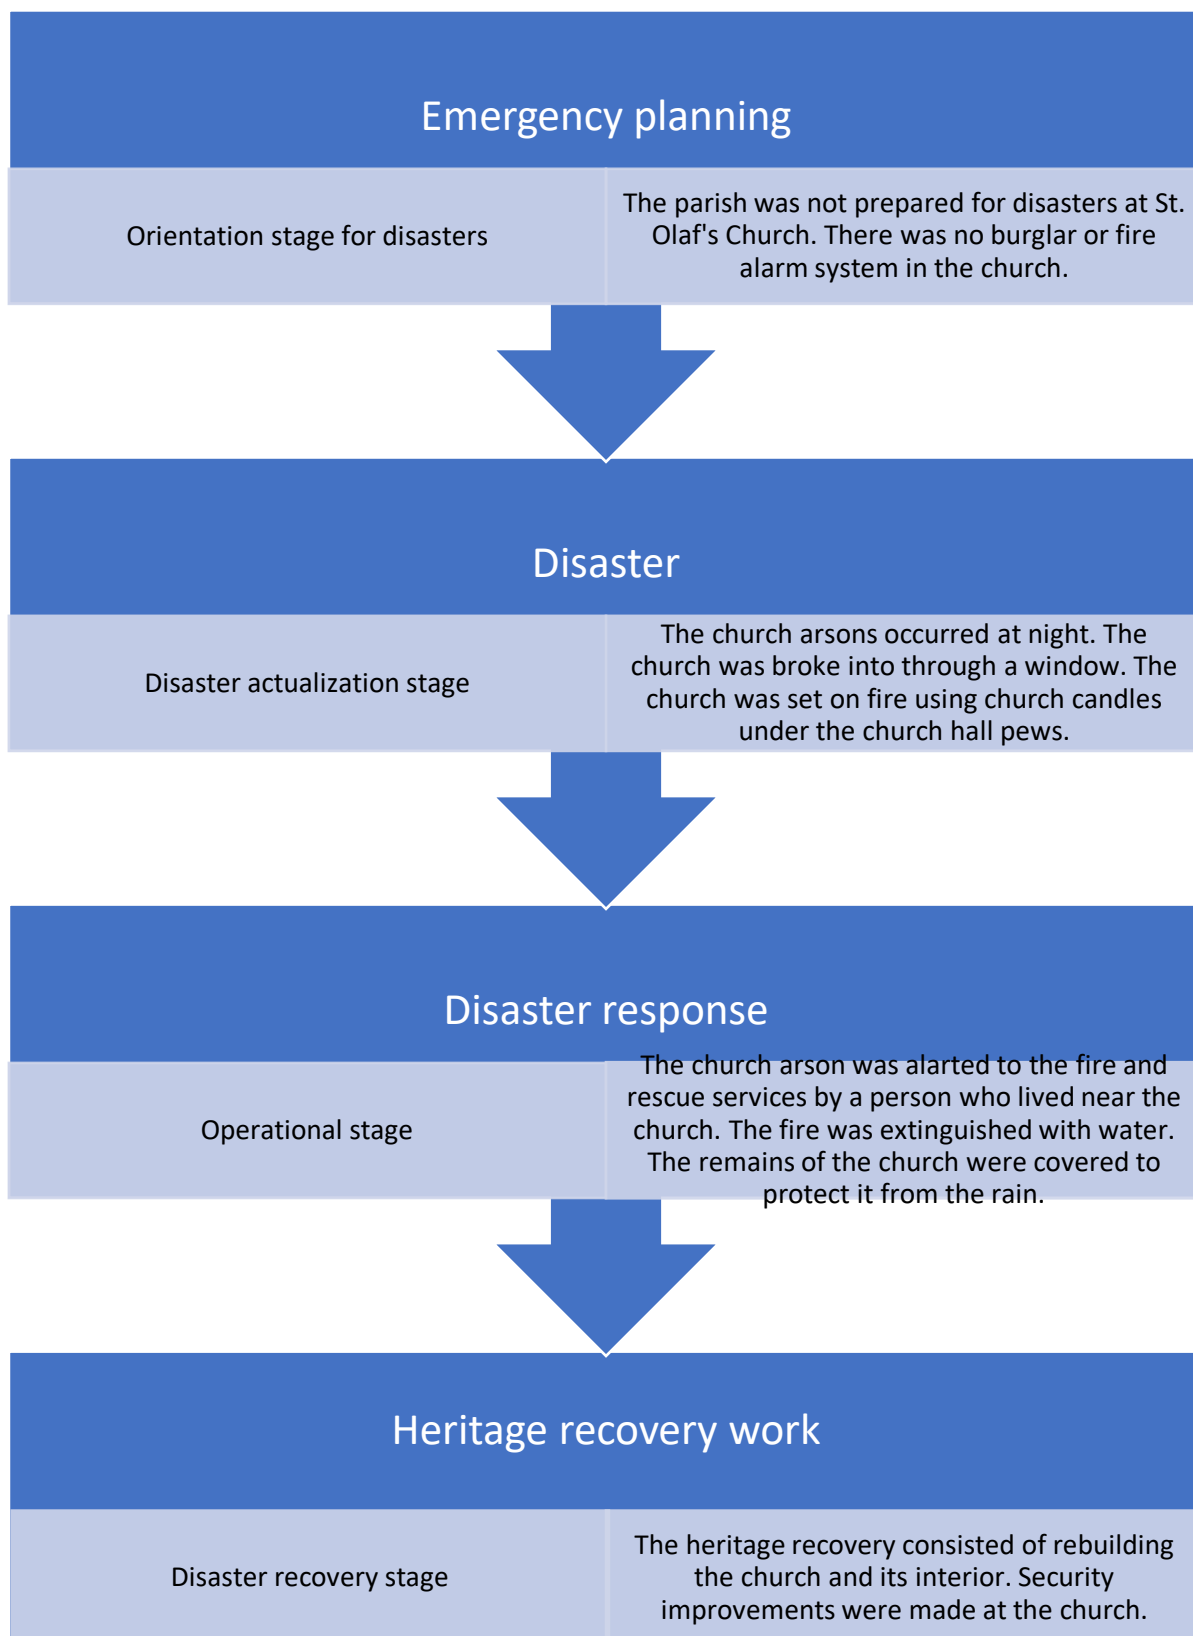 Emergency planning
Orientation stage for disasters
The parish was not prepared for disasters at St.
Olaf's Church. There was no burglar or fire
alarm system in the church.
Disaster
Disaster actualization stage
The church arsons occurred at night. The
church was broke into through a window. The
church was set on fire using church candles
under the church hall pews.
Disaster response
Operational stage
The church arson was alarted to the fire and
rescue services by a person who lived near the
church. The fire was extinguished with water.
The remains of the church were covered to
protect it from the rain.
Heritage recovery work
Disaster recovery stage
The heritage recovery consisted of rebuilding
the church and its interior. Security
improvements were made at the church.